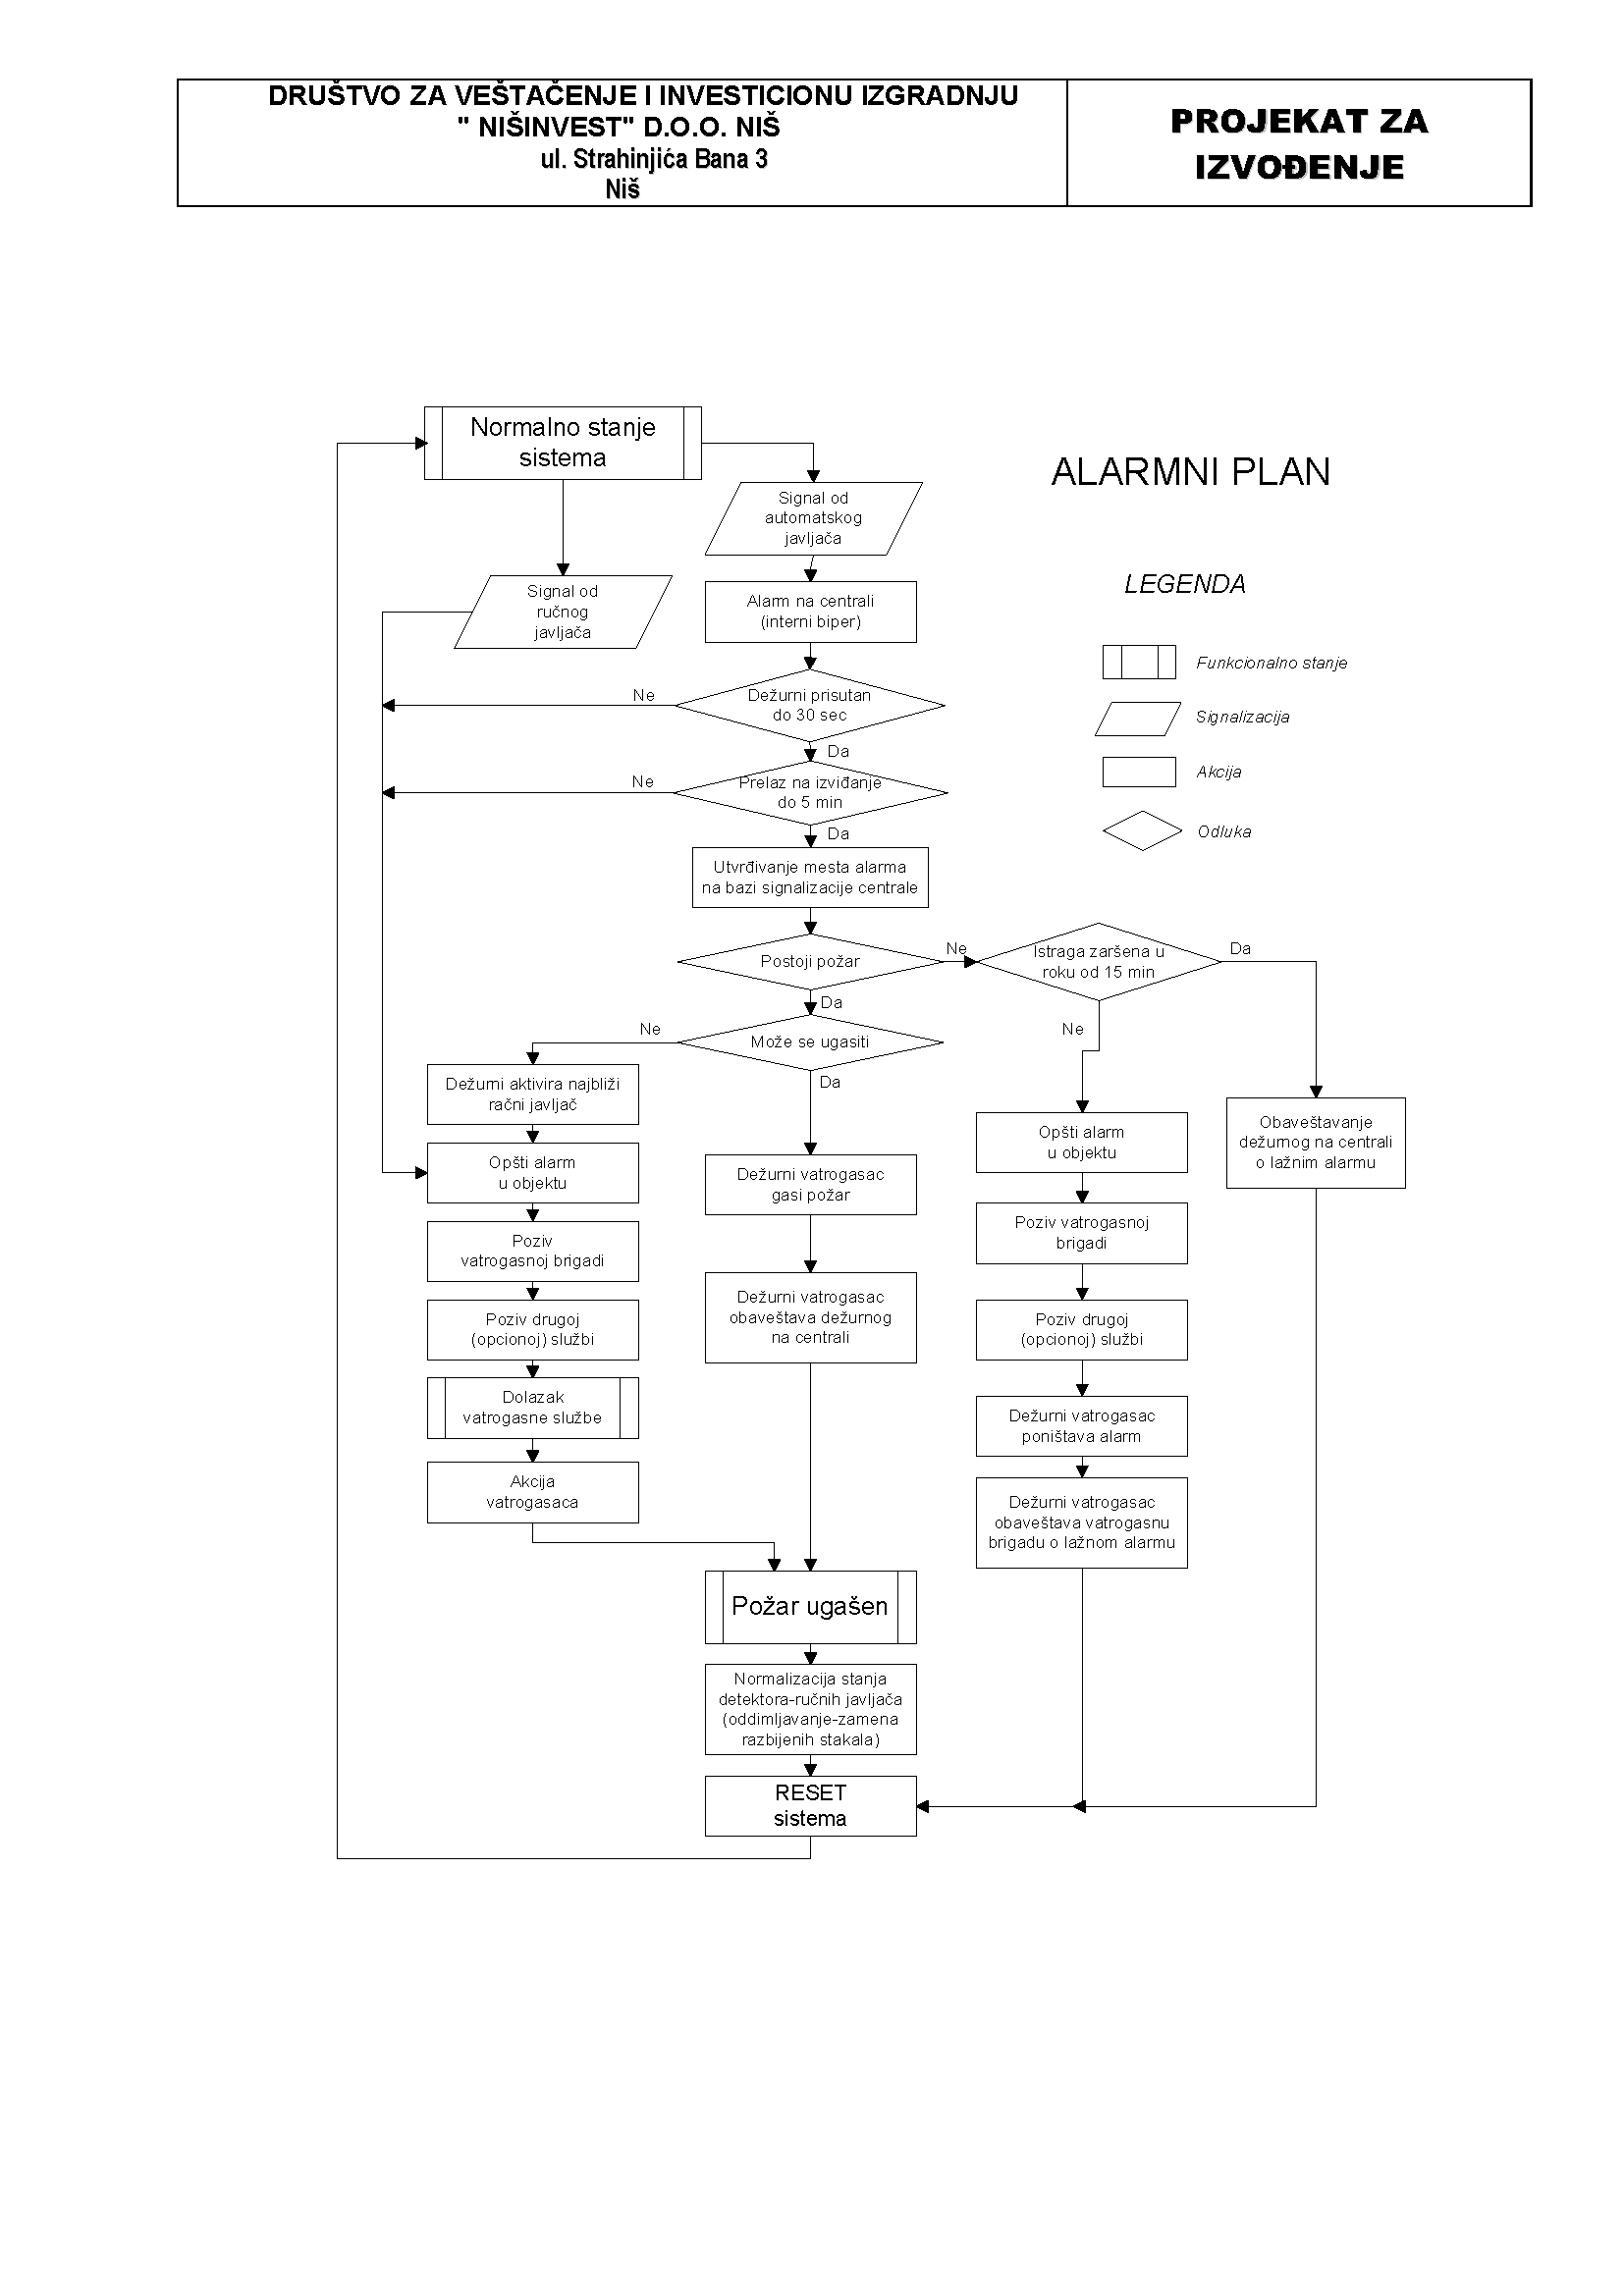 DRUŠTVO ZA VEŠTAČENJE I INVESTICIONU IZGRADNJU
" NIŠINVEST" D.O.O. NIŠ
ul. Strahinjića Bana 3
Niš
PROJEKAT ZA
IZVOĐENJE
ALARMNI PLAN
LEGENDA
Funkcionalno stanje
Signalizacija
Akcija
Odluka
Normalno stanje
sistema
Signal od
automatskog
javljača
Signal od
ručnog
javljača
Alarm na centrali
(interni biper)
Dežurni prisutan
do 30 sec
Ne
Da
Prelaz na izviđanje
do 5 min
Ne
Da
Utvrđivanje mesta alarma
na bazi signalizacije centrale
Postoji požar
Ne
Da
Istraga zaršena u
roku od 15 min
Da
Ne
Može se ugasiti
Ne
Da
Dežurni aktivira najbliži
račni javljač
Opšti alarm
u objektu
Poziv
vatrogasnoj brigadi
Poziv drugoj
(opcionoj) službi
Dolazak
vatrogasne službe
Akcija
vatrogasaca
Dežurni vatrogasac
gasi požar
Dežurni vatrogasac
obaveštava dežurnog
na centrali
Opšti alarm
u objektu
Poziv vatrogasnoj
brigadi
Poziv drugoj
(opcionoj) službi
Dežurni vatrogasac
poništava alarm
Dežurni vatrogasac
obaveštava vatrogasnu
brigadu o lažnom alarmu
Obaveštavanje
dežurnog na centrali
o lažnim alarmu
Požar ugašen
Normalizacija stanja
detektora-ručnih javljača
(oddimljavanje-zamena
razbijenih stakala)
RESET
sistema